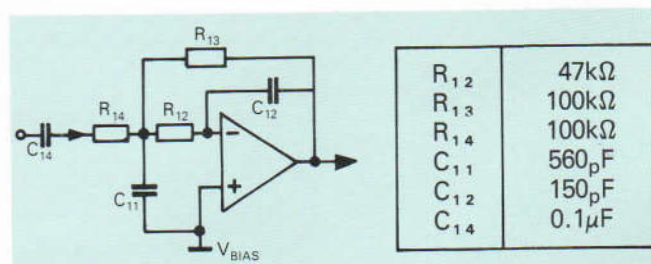 R13
C12
R14
R12
C14
C11
−
+
VBIAS
R12 47kΩ
R13 100kΩ
R14 100kΩ
C11 560pF
C12 150pF
C14 0.1μF